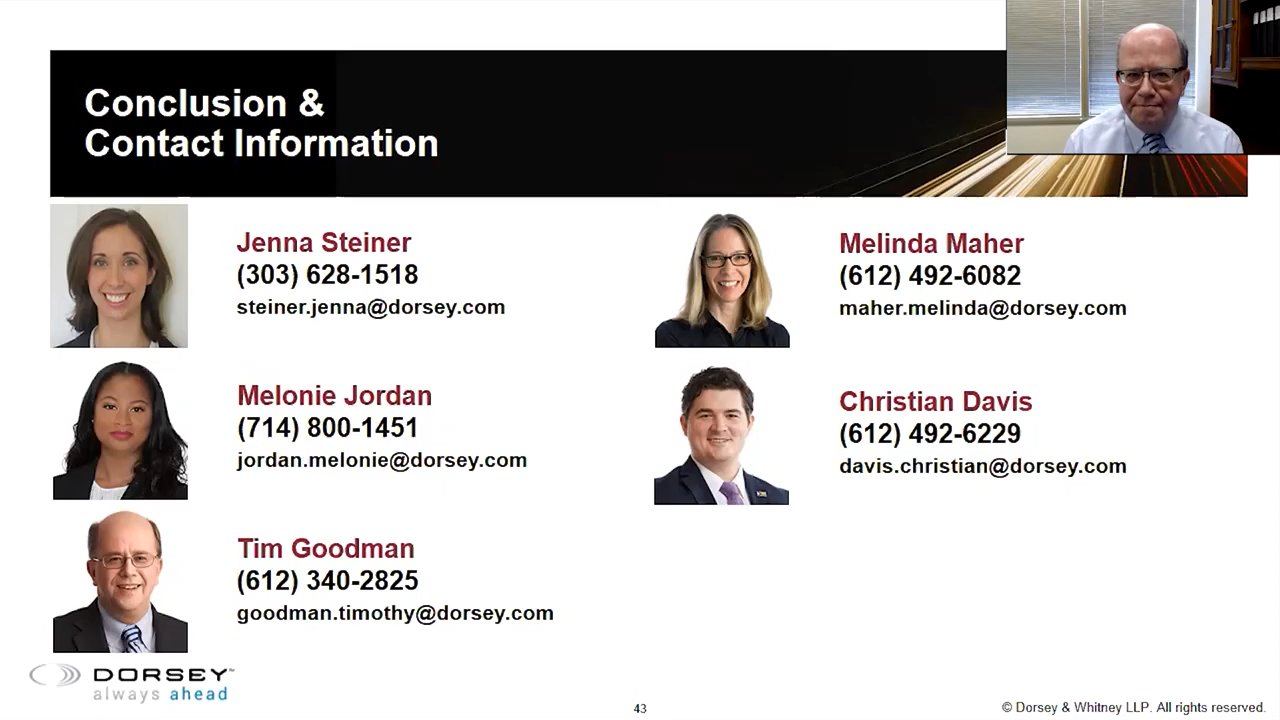 Conclusion &
Contact Information
Jenna Steiner
(303) 628-1518
steiner.jenna@dorsey.com
Melinda Maher
(612) 492-6082
maher.melinda@dorsey.com
Melonie Jordan
(714) 800-1451
jordan.melonie@dorsey.com
Christian Davis
(612) 492-6229
davis.christian@dorsey.com
Tim Goodman
(612) 340-2825
goodman.timothy@dorsey.com
DORSEY™
always ahead
43
© Dorsey & Whitney LLP. All rights reserved.